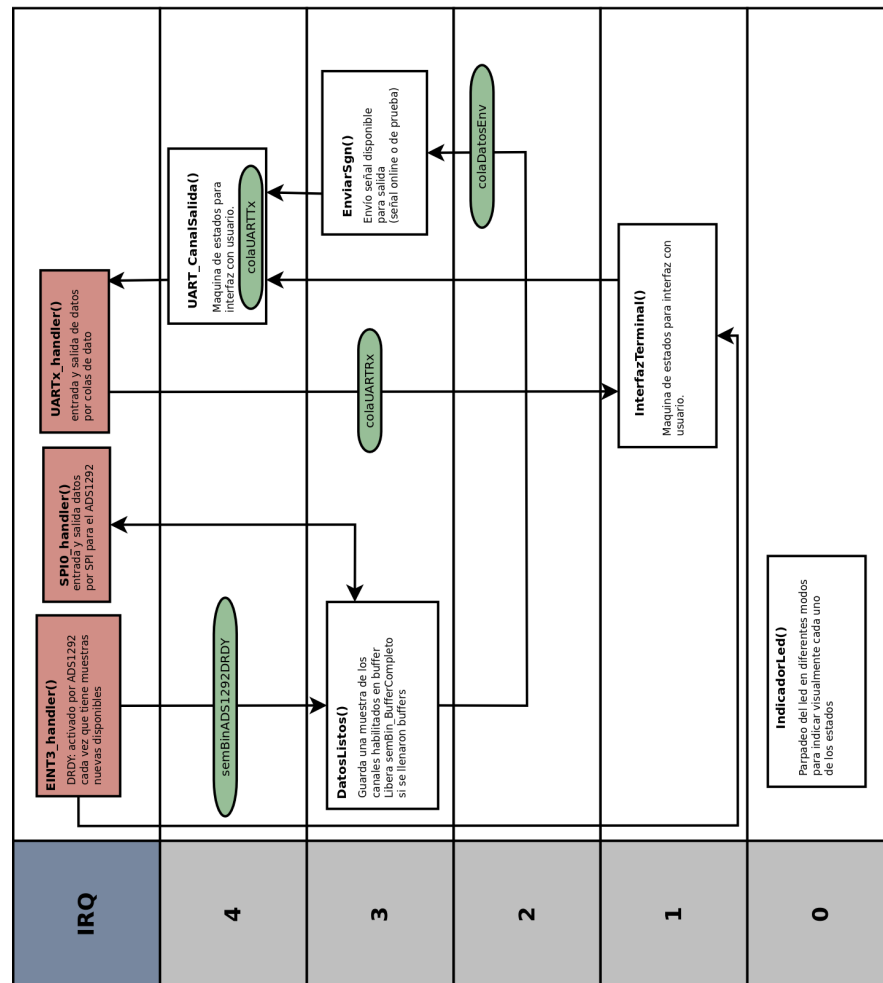 IRQ
EINT3_handler()
DRDY: activado por ADS1292
cada vez que tiene muestras
nuevas disponibles
SPI0_handler()
entrada y salida datos
por SPI para el ADS1292
UARTx_handler()
entrada y salida de datos
por colas de dato
4
semBinADS1292DRDY
UART_CanalSalida()
Maquina de estados para
interfaz con usuario.
colaUARTTx
3
DatosListos()
Guarda una muestra de los
canales habilitados en buffer
Libera semBin_BufferCompleto
si se llenaron buffers
colaUARTRx
EnviarSgn()
Envío señal disponible
para salida
(señal online o de prueba)
2
colaDatosEnv
1
InterfazTerminal()
Maquina de estados para interfaz con
usuario.
0
IndicadorLed()
Parpadeo del led en diferentes modos
para indicar visualmente cada uno
de los estados